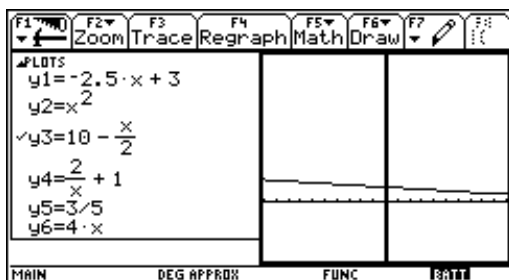 F1 F2 F3 F4 F5 F6 F7
Zoom Trace Regraph Math Draw
PLOTS
y1=-2.5·x + 3
y2=x²
✓y3=10 - x/2
y4=2/x + 1
y5=3/5
y6=4·x
MAIN DEG APPROX FUNC BATT